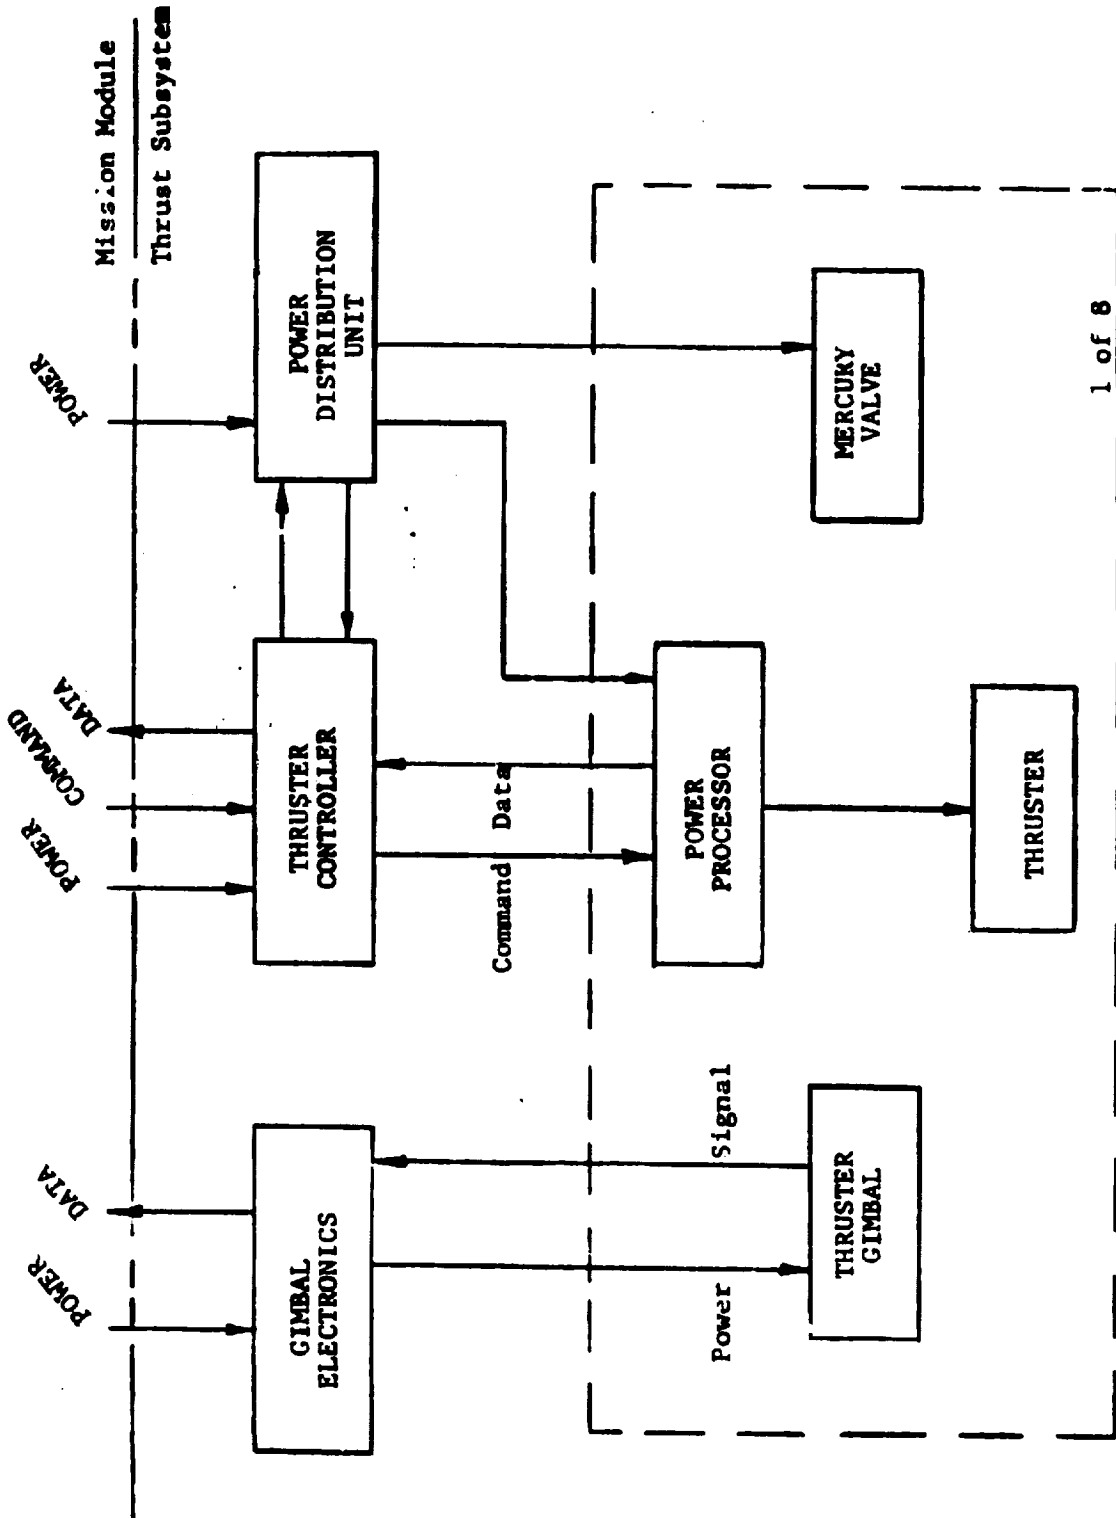 Mission Module
Thrust Subsystem
POWER
DATA
POWER
COMMAND
DATA
POWER
GIMBAL
ELECTRONICS
THRUSTER
CONTROLLER
POWER
DISTRIBUTION
UNIT
Command Data
Power Signal
POWER
PROCESSOR
THRUSTER
GIMBAL
MERCURY
VALVE
THRUSTER
1 of 8